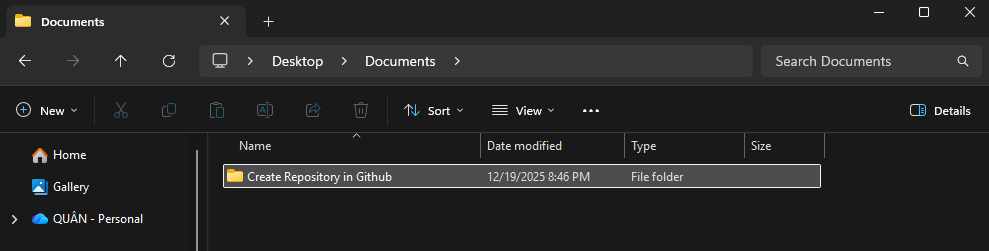 Documents
Desktop Documents Search Documents
New Sort View Details
Name Date modified Type Size
Home
Create Repository in Github 12/19/2025 8:46 PM File folder
Gallery
QUÂN - Personal